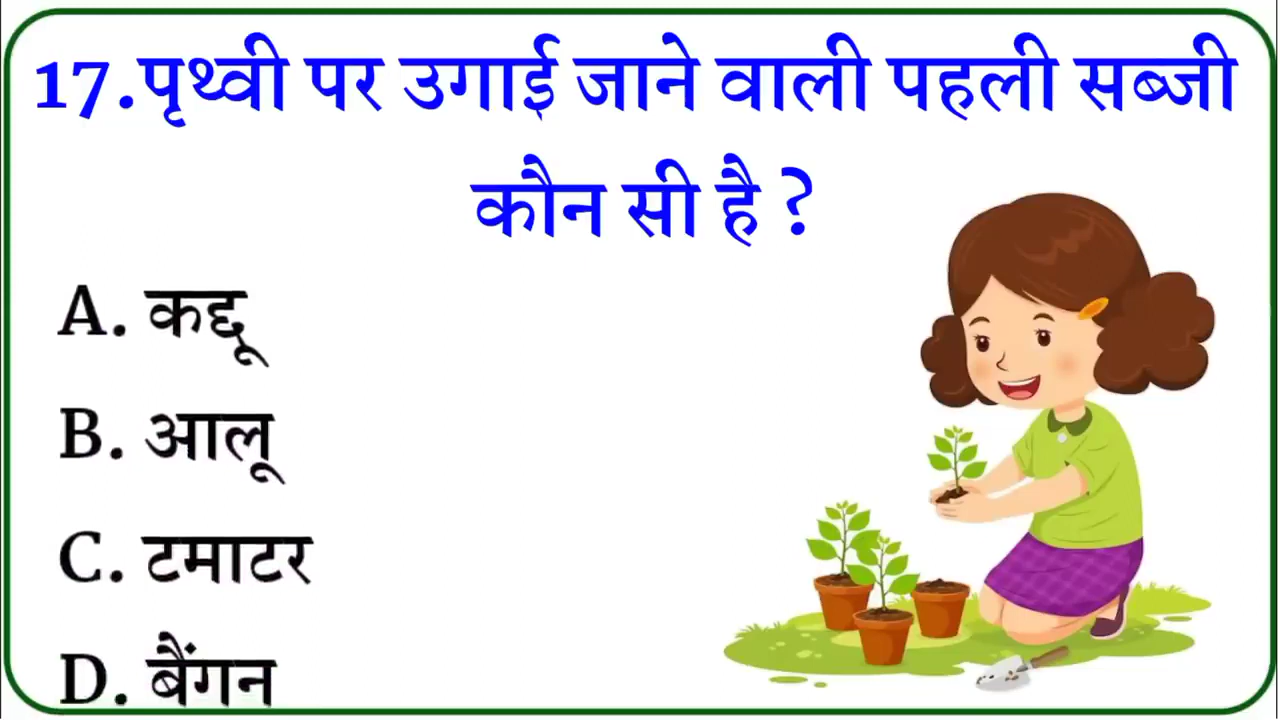 17.पृथ्वी पर उगाई जाने वाली पहली सब्जी
कौन सी है ?
A. कद्दू
B. आलू
C. टमाटर
D. बैंगन